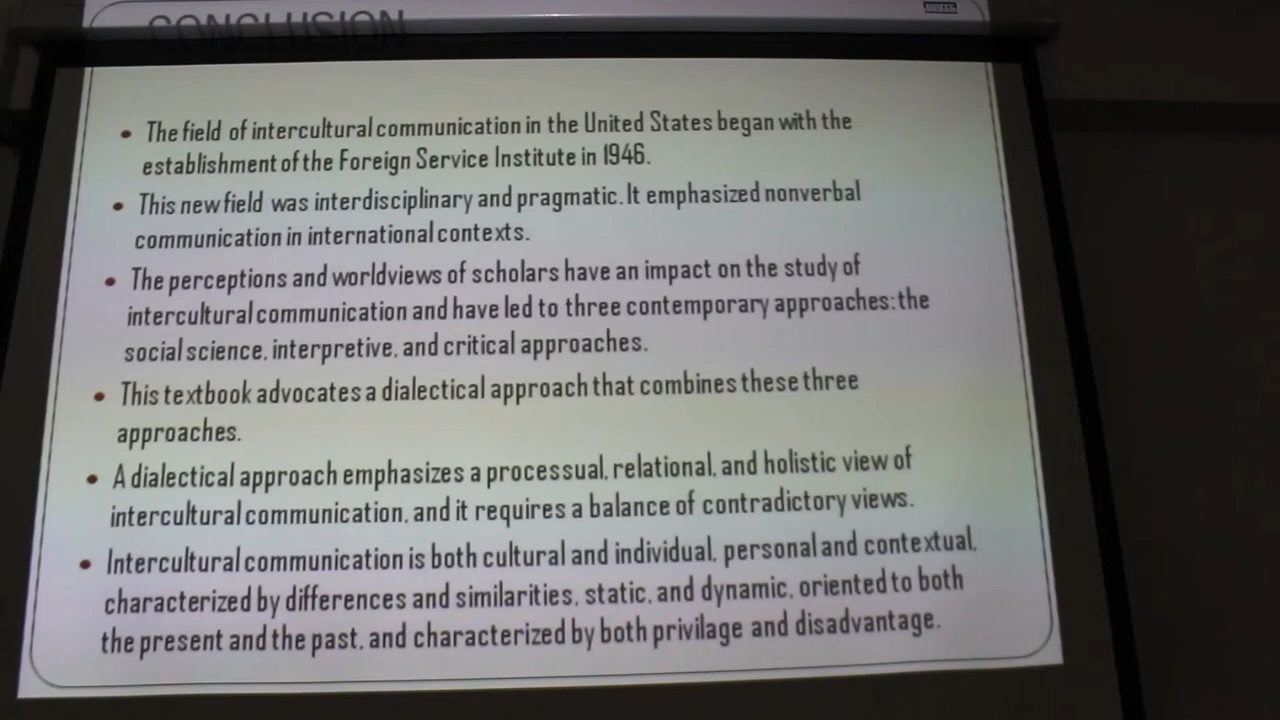 CONCLUSION
• The field of intercultural communication in the United States began with the
establishment of the Foreign Service Institute in 1946.
• This new field was interdisciplinary and pragmatic. It emphasized nonverbal
communication in international contexts.
• The perceptions and worldviews of scholars have an impact on the study of
intercultural communication and have led to three contemporary approaches: the
social science, interpretive, and critical approaches.
• This textbook advocates a dialectical approach that combines these three
approaches.
• A dialectical approach emphasizes a processual, relational, and holistic view of
intercultural communication, and it requires a balance of contradictory views.
• Intercultural communication is both cultural and individual, personal and contextual,
characterized by differences and similarities, static, and dynamic, oriented to both
the present and the past, and characterized by both privilage and disadvantage.